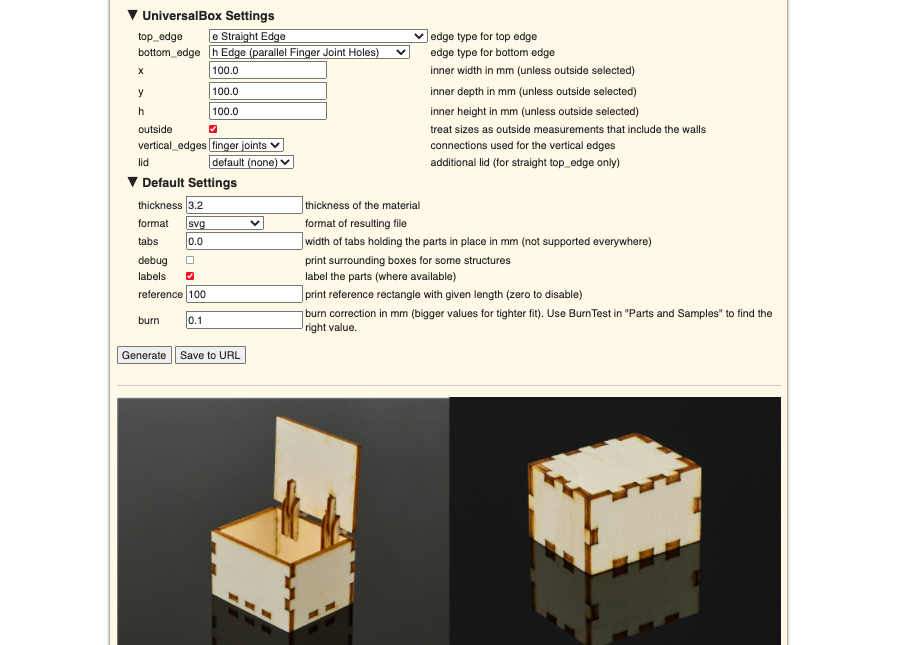 ▼ UniversalBox Settings
top_edge e Straight Edge edge type for top edge
bottom_edge h Edge (parallel Finger Joint Holes) edge type for bottom edge
x 100.0 inner width in mm (unless outside selected)
y 100.0 inner depth in mm (unless outside selected)
h 100.0 inner height in mm (unless outside selected)
outside treat sizes as outside measurements that include the walls
vertical_edges finger joints connections used for the vertical edges
lid default (none) additional lid (for straight top_edge only)
▼ Default Settings
thickness 3.2 thickness of the material
format svg format of resulting file
tabs 0.0 width of tabs holding the parts in place in mm (not supported everywhere)
debug print surrounding boxes for some structures
labels label the parts (where available)
reference 100 print reference rectangle with given length (zero to disable)
burn 0.1 burn correction in mm (bigger values for tighter fit). Use BurnTest in "Parts and Samples" to find the
right value.
Generate Save to URL